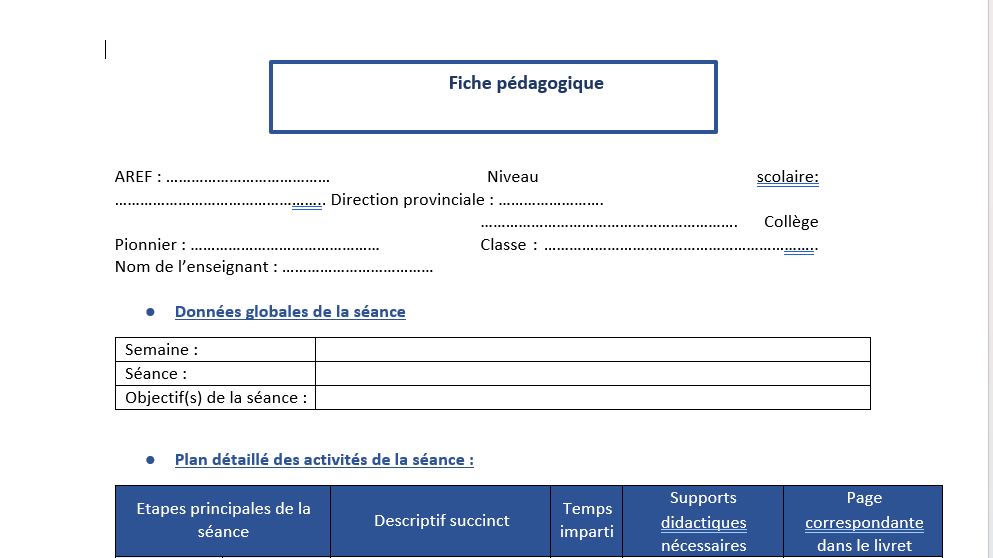 Fiche pédagogique
AREF : ………………………………… Niveau scolaire:
…………………………………………. Direction provinciale : …………………….
……………………………………………………. Collège
Pionnier : ……………………………………… Classe : ………………………………………………………..
Nom de l’enseignant : ………………………………
● Données globales de la séance
Semaine :
Séance :
Objectif(s) de la séance :
● Plan détaillé des activités de la séance :
Etapes principales de la
séance
Descriptif succinct
Temps
imparti
Supports
didactiques
nécessaires
Page
correspondante
dans le livret